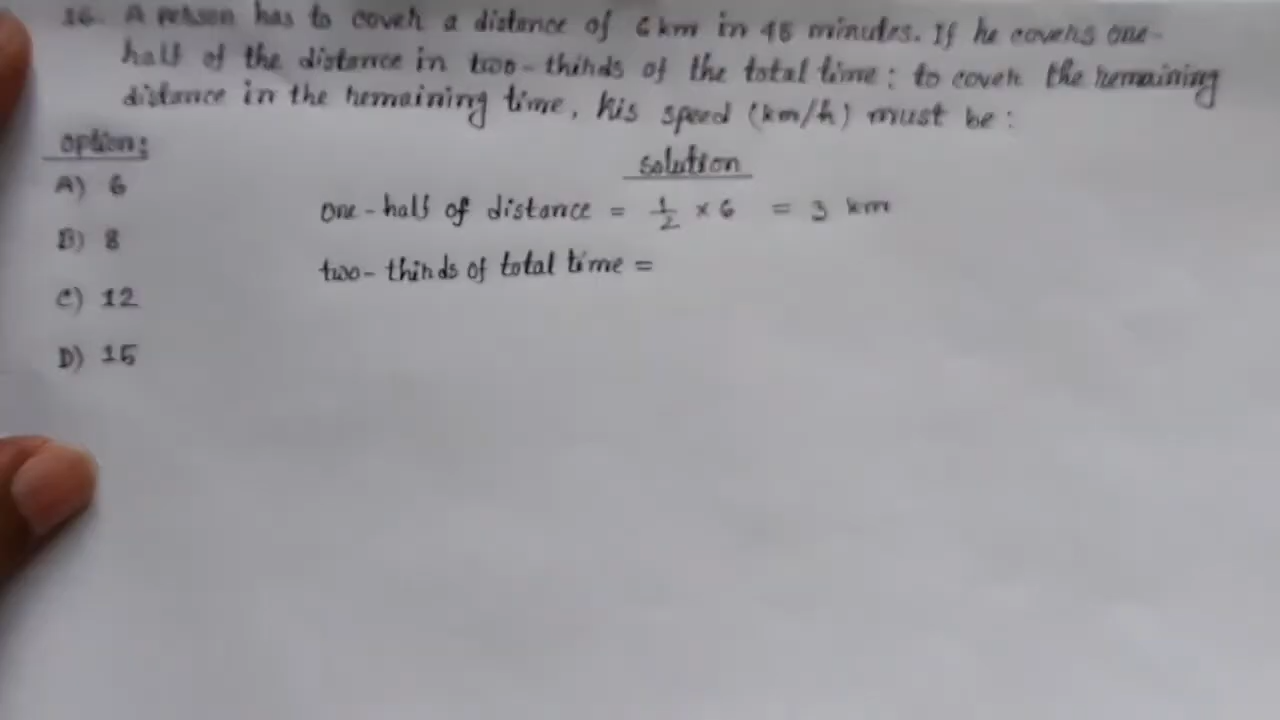 16. A person has to cover a distance of 6 km in 45 minutes. If he covers one-
half of the distance in two-thirds of the total time; to cover the remaining
distance in the remaining time, his speed (km/h) must be:
option:
solution
A) 6
one-half of distance = 1/2 × 6 = 3 km
B) 8
two-thirds of total time =
C) 12
D) 15